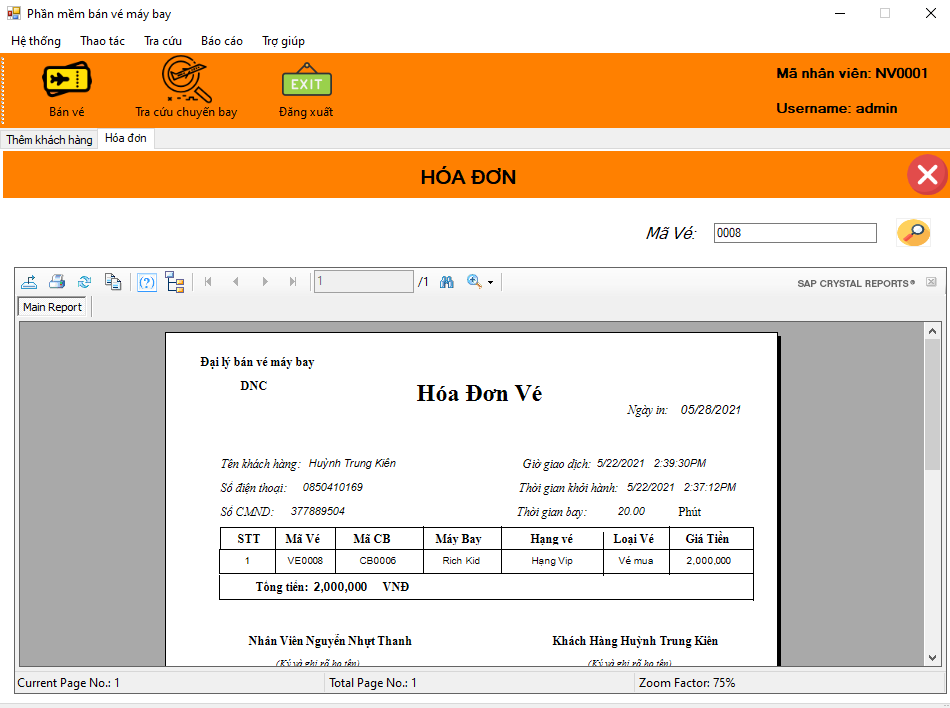 Phần mềm bán vé máy bay
Hệ thống Thao tác Tra cứu Báo cáo Trợ giúp
EXIT
Bán vé Tra cứu chuyến bay Đăng xuất
Mã nhân viên: NV0001
Username: admin
Thêm khách hàng Hóa đơn
HÓA ĐƠN
Mã Vé: 0008
1 /1 SAP CRYSTAL REPORTS®
Main Report
Đại lý bán vé máy bay
DNC
Hóa Đơn Vé
Ngày in: 05/28/2021
Tên khách hàng: Huỳnh Trung Kiên Giờ giao dịch: 5/22/2021 2:39:30PM
Số điện thoại: 0850410169 Thời gian khởi hành: 5/22/2021 2:37:12PM
Số CMND: 377889504 Thời gian bay: 20.00 Phút
STT Mã Vé Mã CB Máy Bay Hạng vé Loại Vé Giá Tiền
1 VE0008 CB0006 Rich Kid Hạng Vip Vé mua 2,000,000
Tổng tiền: 2,000,000 VNĐ
Nhân Viên Nguyễn Nhựt Thanh Khách Hàng Huỳnh Trung Kiên
(Ký và ghi rõ họ tên) (Ký và ghi rõ họ tên)
Current Page No.: 1 Total Page No.: 1 Zoom Factor: 75%